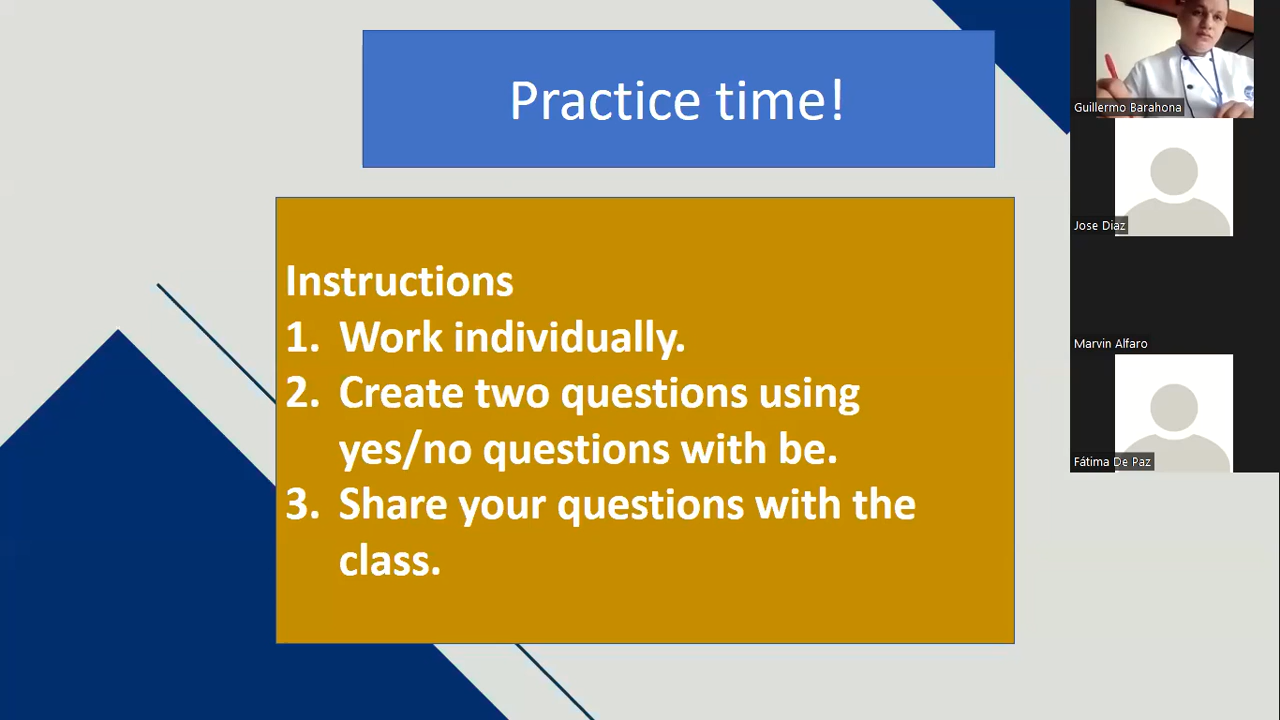 Practice time!
Instructions
1. Work individually.
2. Create two questions using
yes/no questions with be.
3. Share your questions with the
class.
Guillermo Barahona
Jose Diaz
Marvin Alfaro
Fátima De Paz